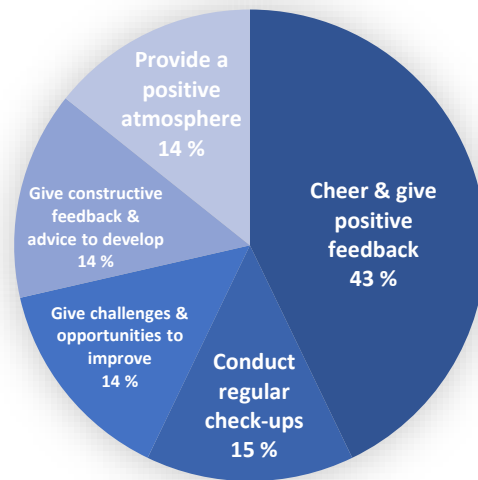 Provide a
positive
atmosphere
14 %
Cheer & give
positive
feedback
43 %
Give constructive
feedback &
advice to develop
14 %
Give challenges &
opportunities to
improve
14 %
Conduct
regular
check-ups
15 %